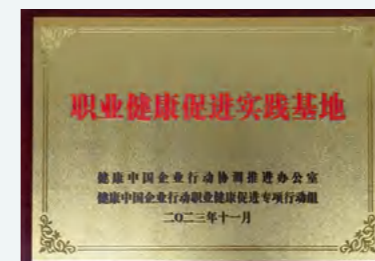 职业健康促进实践基地
健康中国企业行动协调推进办公室
健康中国企业行动职业健康促进专项行动组
二〇二三年十一月